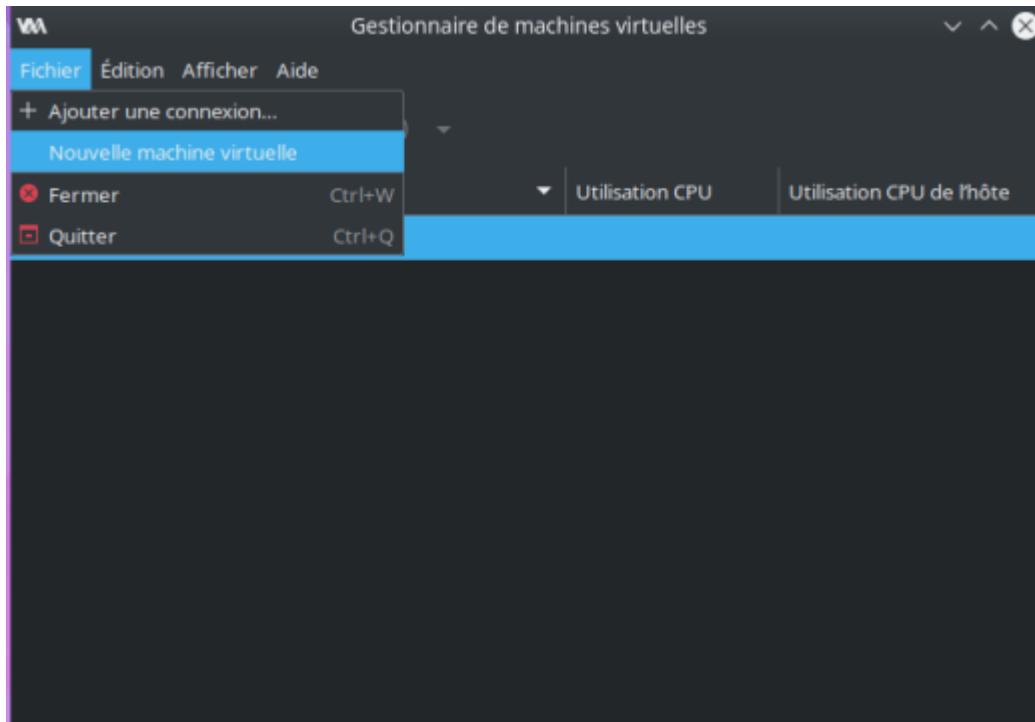 Gestionnaire de machines virtuelles
Fichier Édition Afficher Aide
Ajouter une connexion...
Nouvelle machine virtuelle
Fermer Ctrl+W
Quitter Ctrl+Q
Utilisation CPU Utilisation CPU de l'hôte